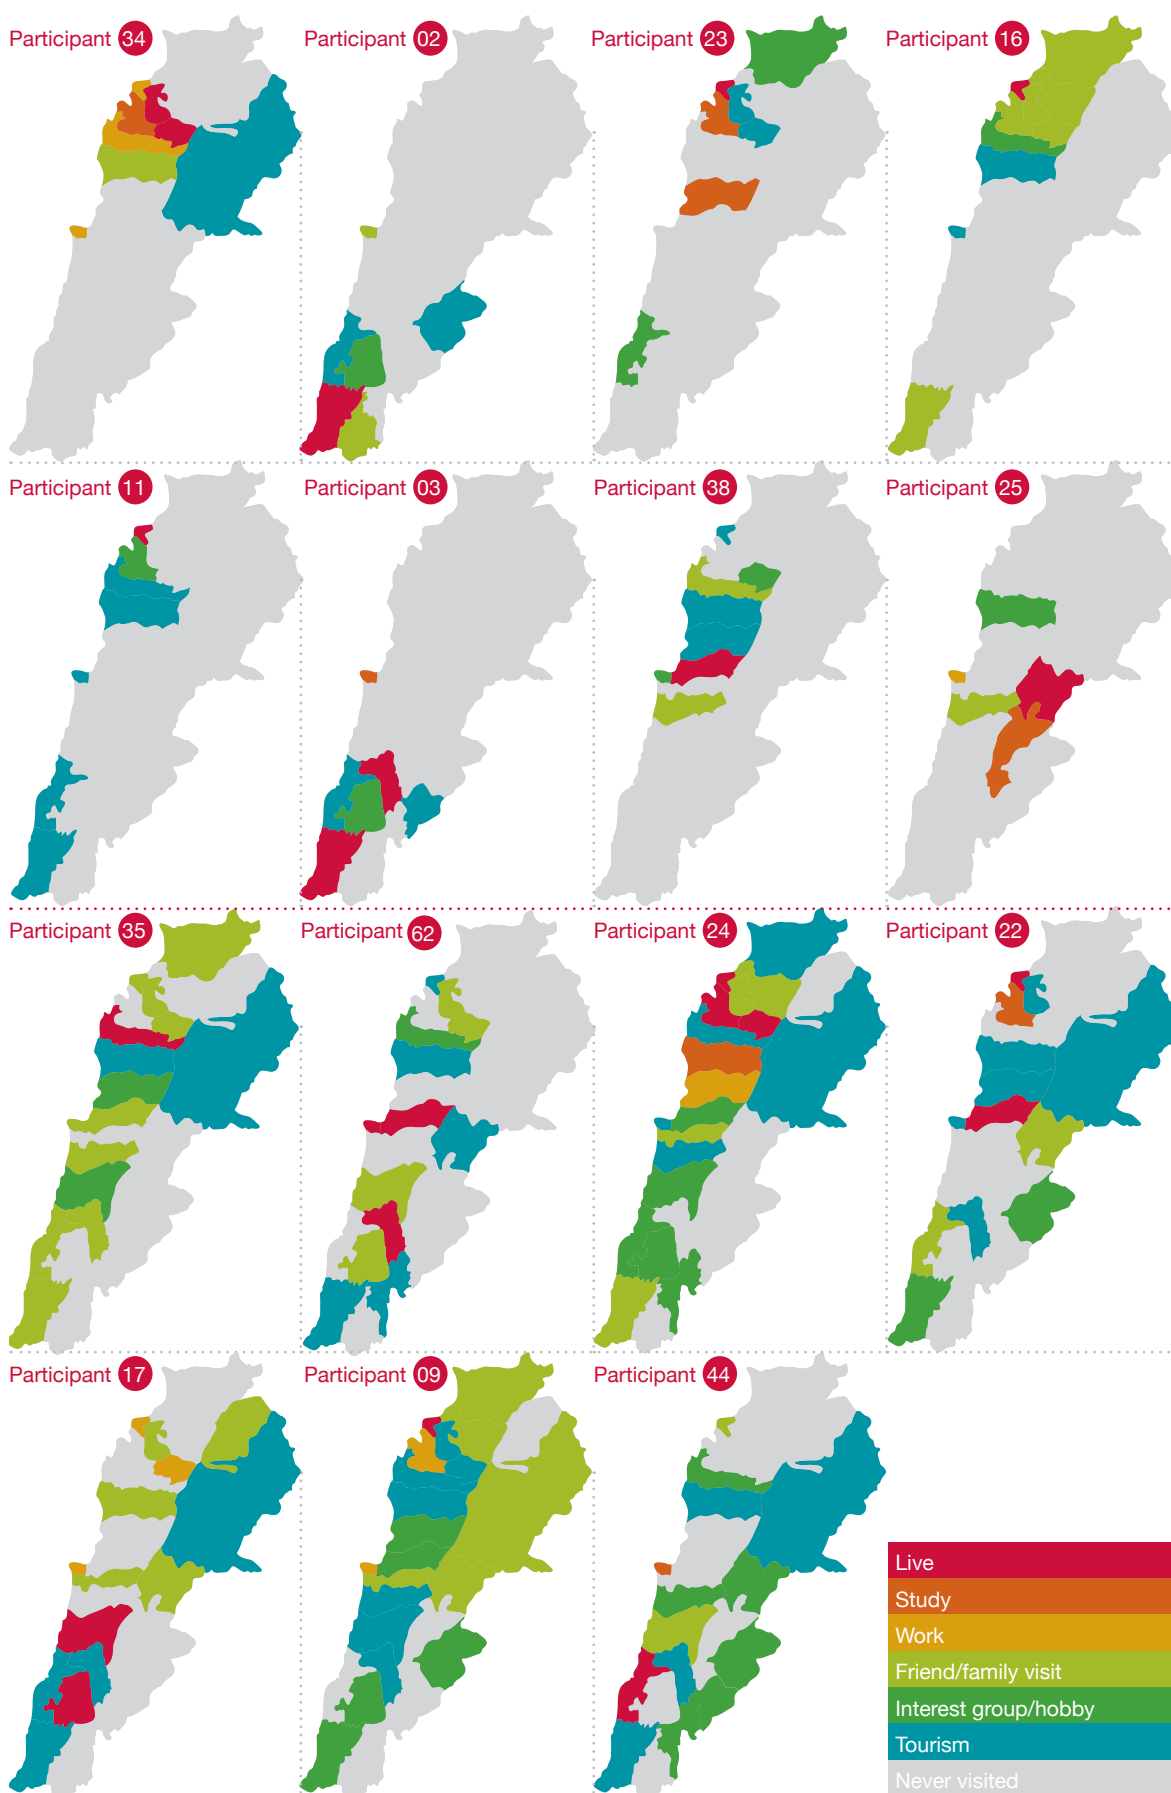 Participant 34
Participant 02
Participant 23
Participant 16
Participant 11
Participant 03
Participant 38
Participant 25
Participant 35
Participant 62
Participant 24
Participant 22
Participant 17
Participant 09
Participant 44
Live
Study
Work
Friend/family visit
Interest group/hobby
Tourism
Never visited